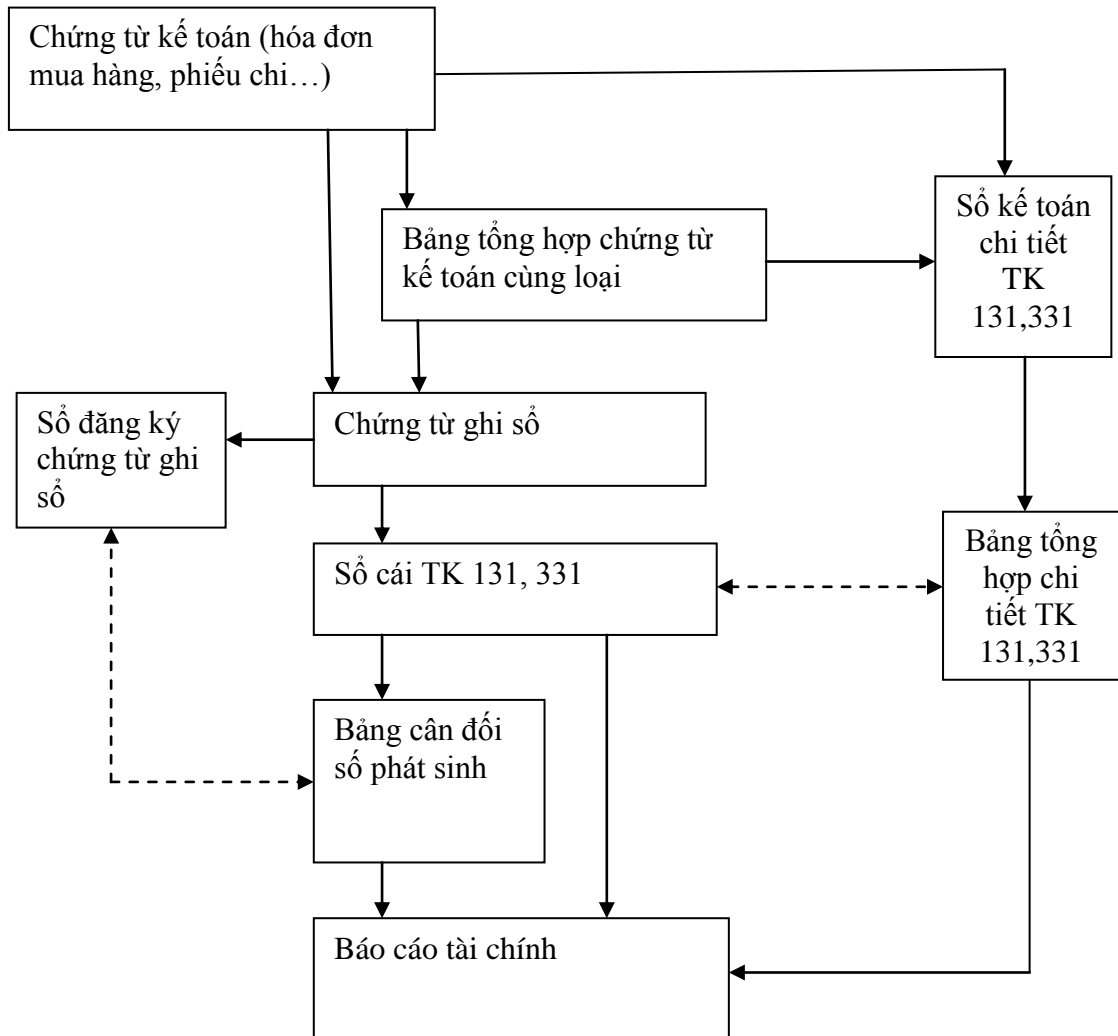 Chứng từ kế toán (hóa đơn
mua hàng, phiếu chi…)
Bảng tổng hợp chứng từ
kế toán cùng loại
Sổ kế toán
chi tiết
TK
131,331
Sổ đăng ký
chứng từ ghi
sổ
Chứng từ ghi sổ
Sổ cái TK 131, 331
Bảng tổng
hợp chi
tiết TK
131,331
Bảng cân đối
số phát sinh
Báo cáo tài chính